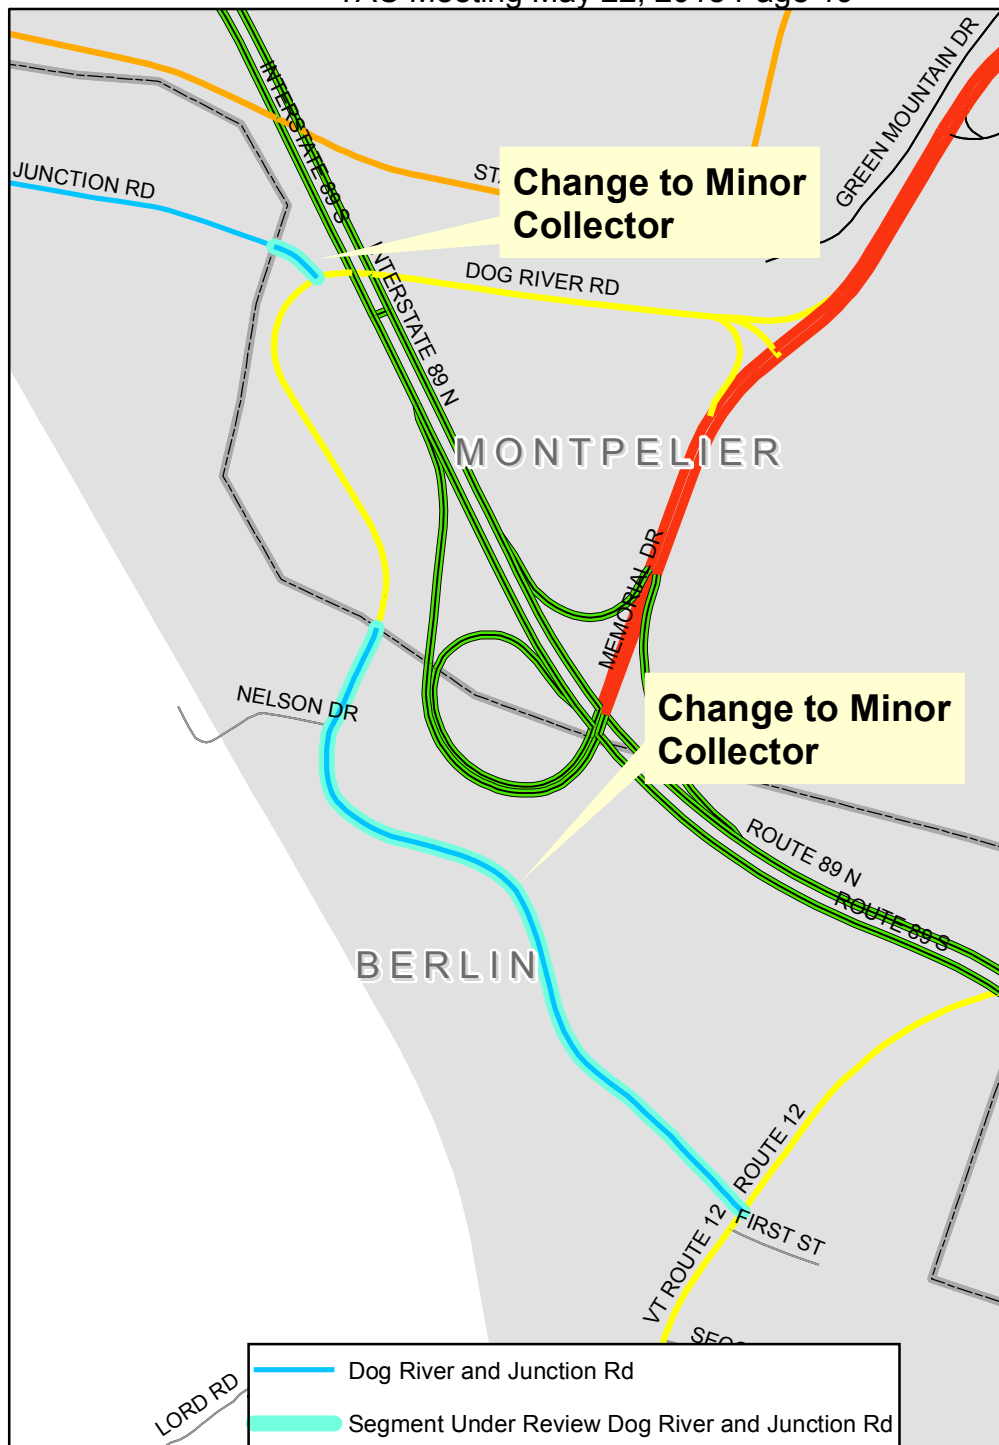 GREEN MOUNTAIN DR
INTERSTATE 89 S
JUNCTION RD
Change to Minor
Collector
DOG RIVER RD
INTERSTATE 89 N
MONTPELIER
MEMORIAL DR
NELSON DR
Change to Minor
Collector
ROUTE 89 N
ROUTE 89 S
BERLIN
ROUTE 12
VT ROUTE 12
FIRST ST
LORD RD
Dog River and Junction Rd
Segment Under Review Dog River and Junction Rd